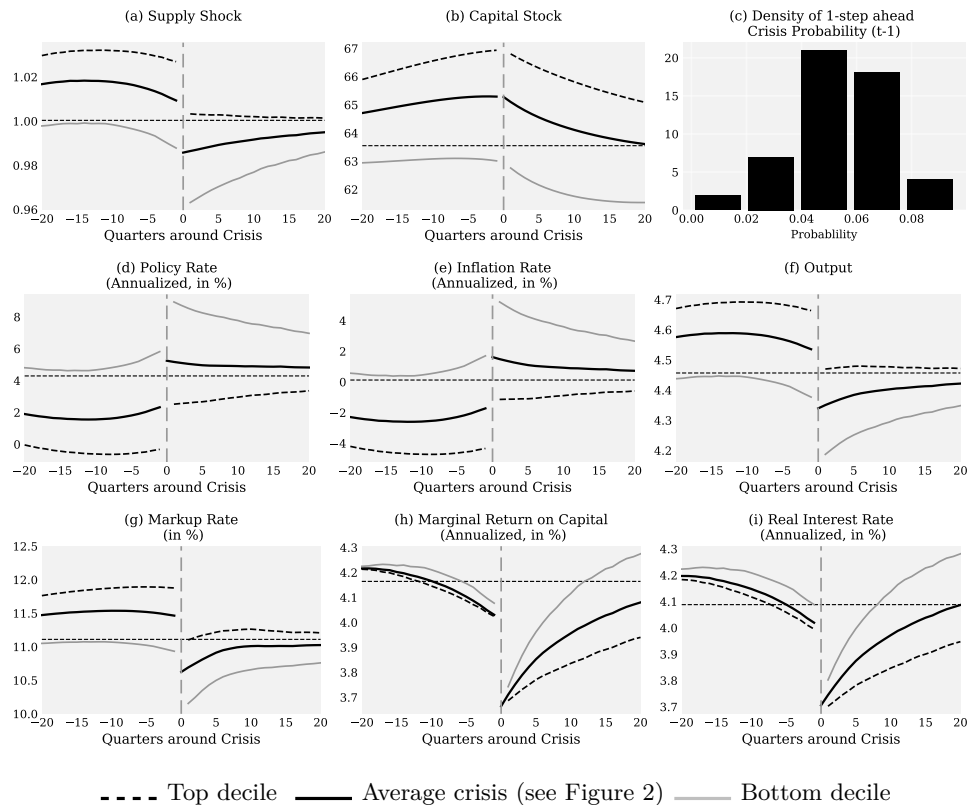 (a) Supply Shock
1.02
1.00
0.98
0.96
−20 −15 −10 −5 0 5 10 15 20
Quarters around Crisis
(b) Capital Stock
67
66
65
64
63
62
−20 −15 −10 −5 0 5 10 15 20
Quarters around Crisis
(c) Density of 1-step ahead
Crisis Probability (t-1)
20
15
10
5
0
0.00 0.02 0.04 0.06 0.08
Probablility
(d) Policy Rate
(Annualized, in %)
8
6
4
2
0
−20 −15 −10 −5 0 5 10 15 20
Quarters around Crisis
(e) Inflation Rate
(Annualized, in %)
4
2
0
−2
−4
−20 −15 −10 −5 0 5 10 15 20
Quarters around Crisis
(f) Output
4.7
4.6
4.5
4.4
4.3
4.2
−20 −15 −10 −5 0 5 10 15 20
Quarters around Crisis
(g) Markup Rate
(in %)
12.5
12.0
11.5
11.0
10.5
10.0
−20 −15 −10 −5 0 5 10 15 20
Quarters around Crisis
(h) Marginal Return on Capital
(Annualized, in %)
4.3
4.2
4.1
4.0
3.9
3.8
3.7
−20 −15 −10 −5 0 5 10 15 20
Quarters around Crisis
(i) Real Interest Rate
(Annualized, in %)
4.3
4.2
4.1
4.0
3.9
3.8
3.7
−20 −15 −10 −5 0 5 10 15 20
Quarters around Crisis
Top decile Average crisis (see Figure 2) Bottom decile